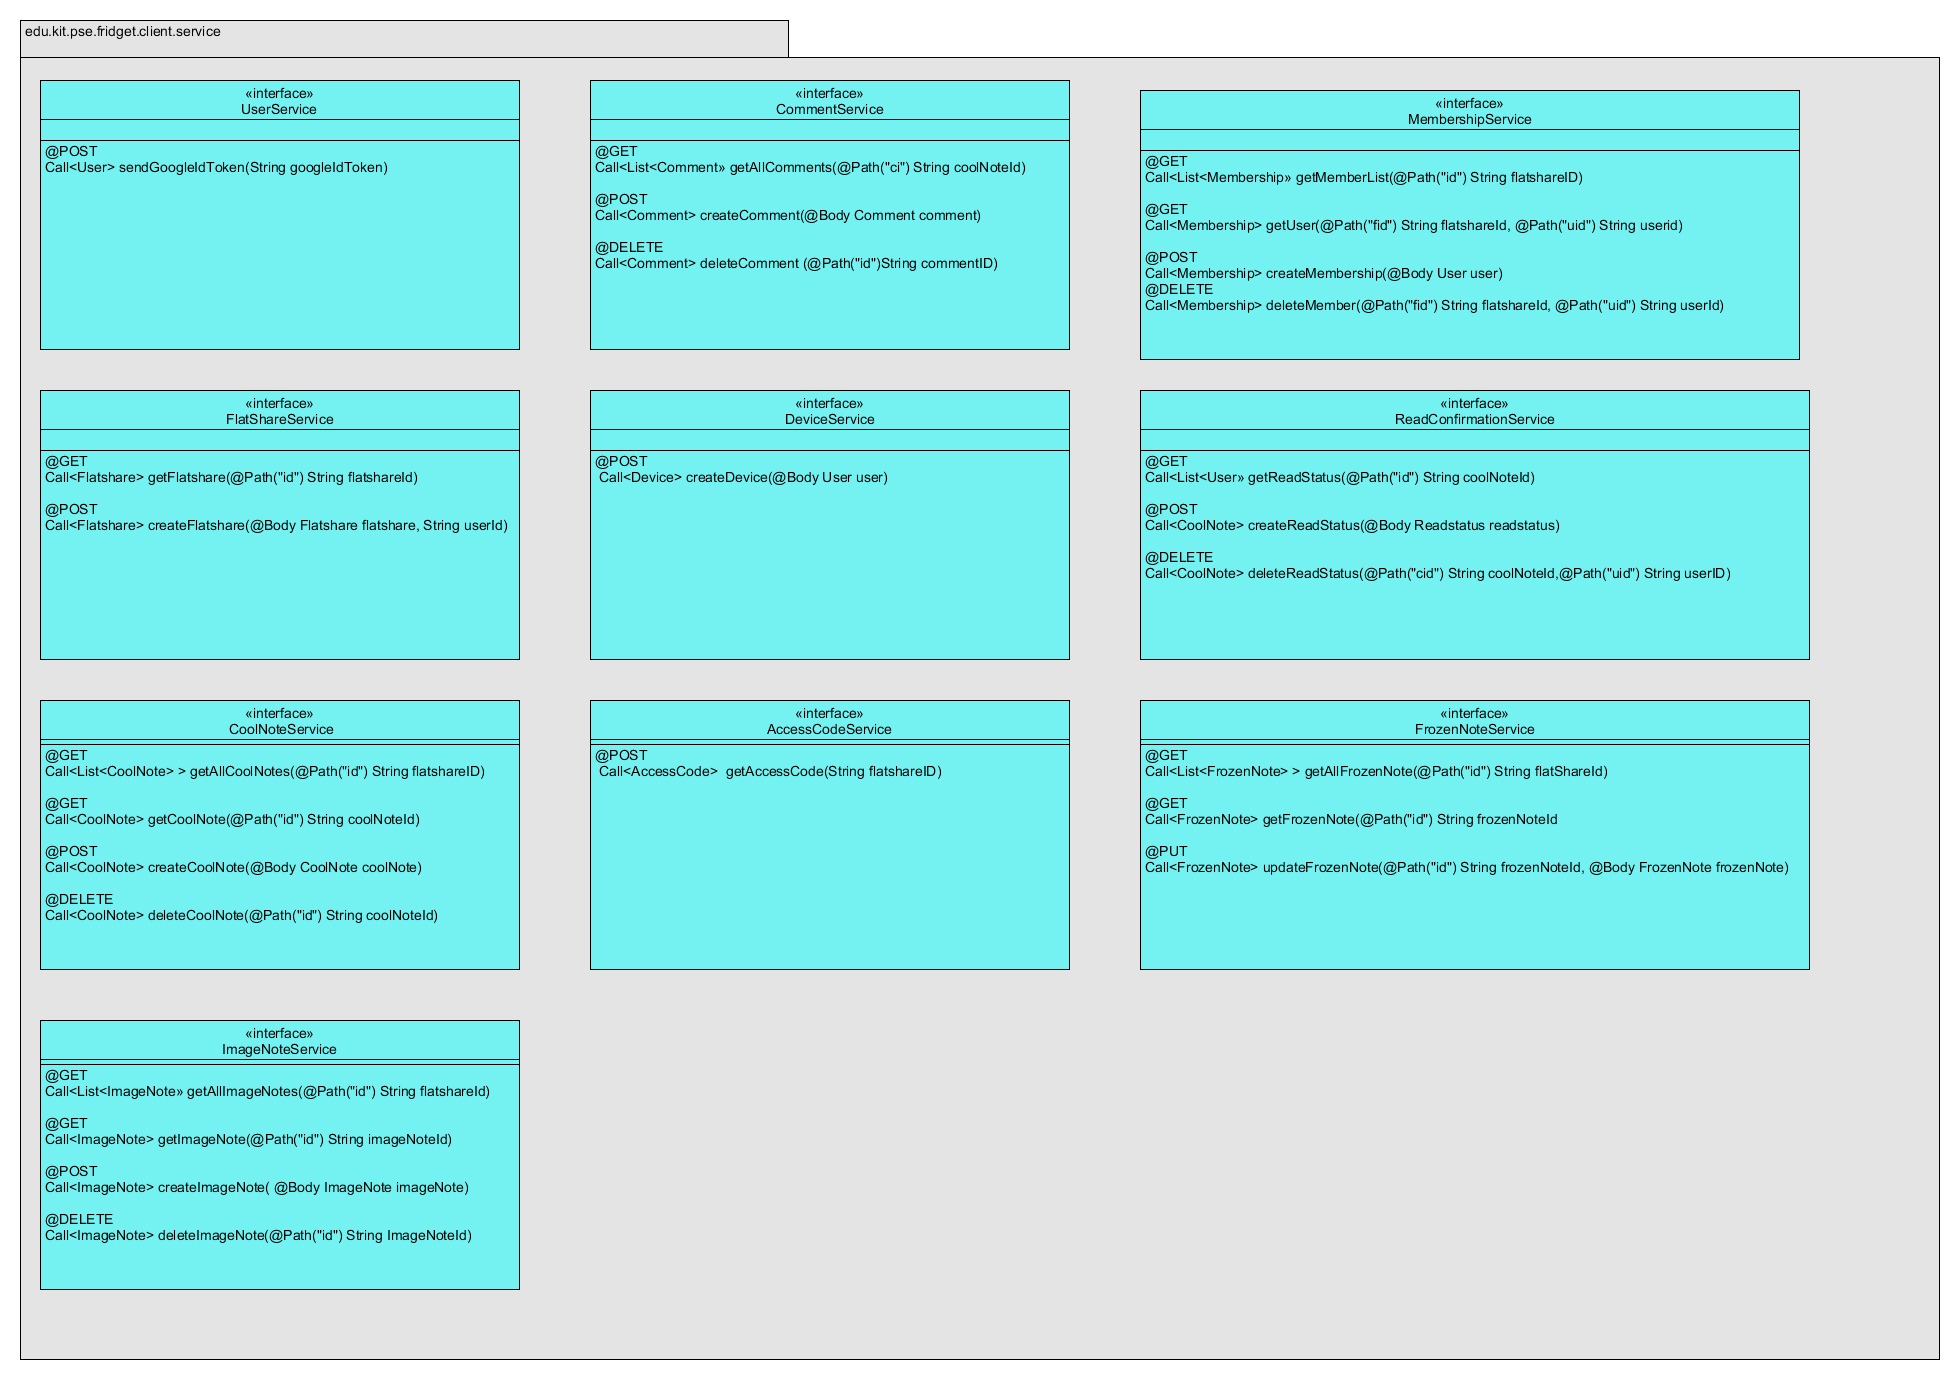 edu.kit.pse.fridget.client.service
«interface»
UserService
@POST
Call<User> sendGoogleIdToken(String googleIdToken)
«interface»
CommentService
@GET
Call<List<Comment» getAllComments(@Path("ci") String coolNoteId)
@POST
Call<Comment> createComment(@Body Comment comment)
@DELETE
Call<Comment> deleteComment (@Path("id")String commentID)
«interface»
MembershipService
@GET
Call<List<Membership» getMemberList(@Path("id") String flatshareID)
@GET
Call<Membership> getUser(@Path("fid") String flatshareId, @Path("uid") String userid)
@POST
Call<Membership> createMembership(@Body User user)
@DELETE
Call<Membership> deleteMember(@Path("fid") String flatshareId, @Path("uid") String userId)
«interface»
FlatShareService
@GET
Call<Flatshare> getFlatshare(@Path("id") String flatshareId)
@POST
Call<Flatshare> createFlatshare(@Body Flatshare flatshare, String userId)
«interface»
DeviceService
@POST
Call<Device> createDevice(@Body User user)
«interface»
ReadConfirmationService
@GET
Call<List<User» getReadStatus(@Path("id") String coolNoteId)
@POST
Call<CoolNote> createReadStatus(@Body Readstatus readstatus)
@DELETE
Call<CoolNote> deleteReadStatus(@Path("cid") String coolNoteId,@Path("uid") String userID)
«interface»
CoolNoteService
@GET
Call<List<CoolNote> > getAllCoolNotes(@Path("id") String flatshareID)
@GET
Call<CoolNote> getCoolNote(@Path("id") String coolNoteId)
@POST
Call<CoolNote> createCoolNote(@Body CoolNote coolNote)
@DELETE
Call<CoolNote> deleteCoolNote(@Path("id") String coolNoteId)
«interface»
AccessCodeService
@POST
Call<AccessCode>  getAccessCode(String flatshareID)
«interface»
FrozenNoteService
@GET
Call<List<FrozenNote> > getAllFrozenNote(@Path("id") String flatShareId)
@GET
Call<FrozenNote> getFrozenNote(@Path("id") String frozenNoteId
@PUT
Call<FrozenNote> updateFrozenNote(@Path("id") String frozenNoteId, @Body FrozenNote frozenNote)
«interface»
ImageNoteService
@GET
Call<List<ImageNote» getAllImageNotes(@Path("id") String flatshareId)
@GET
Call<ImageNote> getImageNote(@Path("id") String imageNoteId)
@POST
Call<ImageNote> createImageNote( @Body ImageNote imageNote)
@DELETE
Call<ImageNote> deleteImageNote(@Path("id") String ImageNoteId)